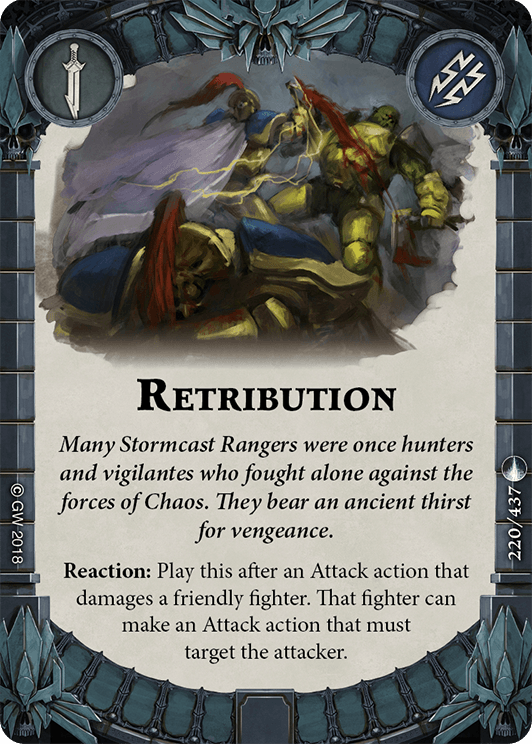 RETRIBUTION
Many Stormcast Rangers were once hunters
and vigilantes who fought alone against the
forces of Chaos. They bear an ancient thirst
for vengeance.
Reaction: Play this after an Attack action that
damages a friendly fighter. That fighter can
make an Attack action that must
target the attacker.
© GW 2018
220/437